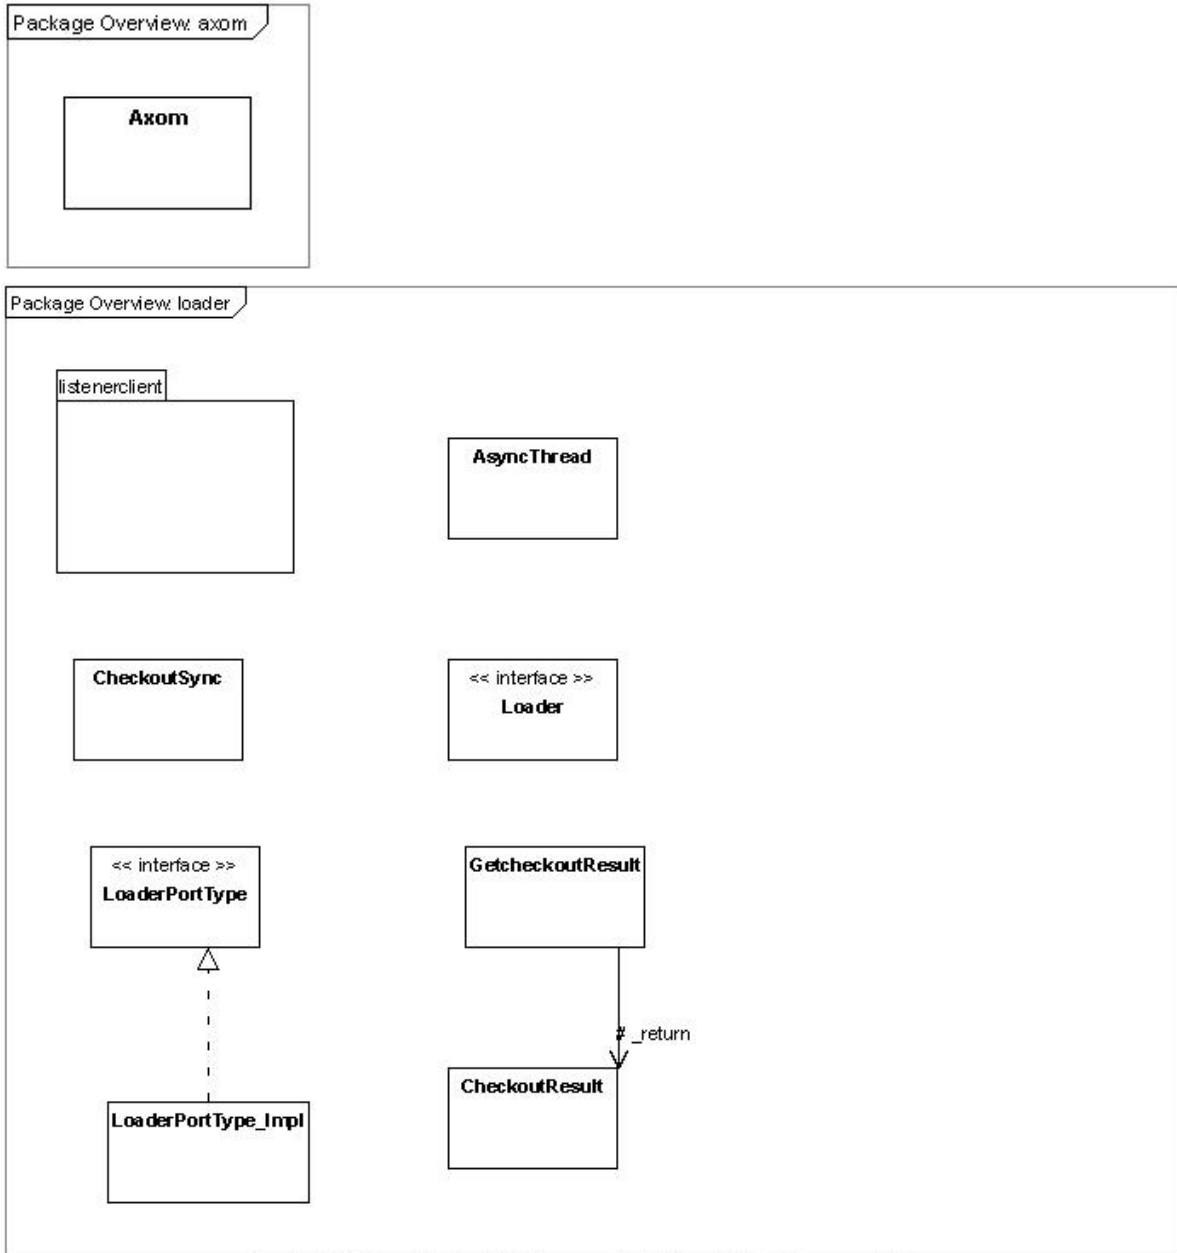 Package Overview: axom
Axom
Package Overview: loader
listenerclient
AsyncThread
CheckoutSync
<< interface >>
Loader
<< interface >>
LoaderPortType
GetcheckoutResult
# _return
CheckoutResult
LoaderPortType_Impl